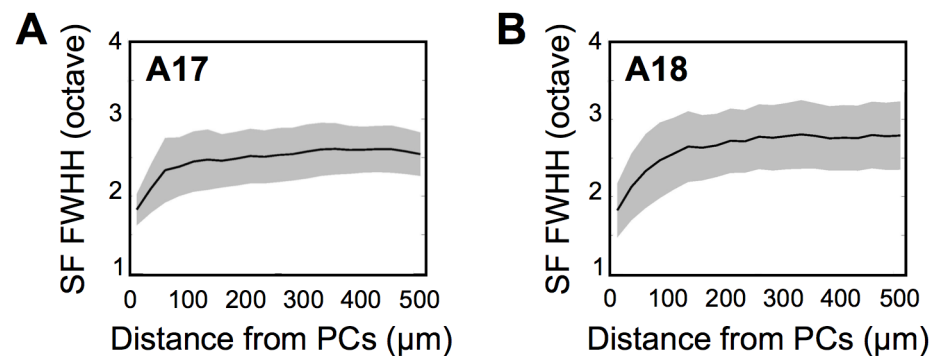 A
B
A17
A18
SF FWHH (octave)
4
3
2
1
0 100 200 300 400 500
Distance from PCs (μm)
SF FWHH (octave)
4
3
2
1
0 100 200 300 400 500
Distance from PCs (μm)